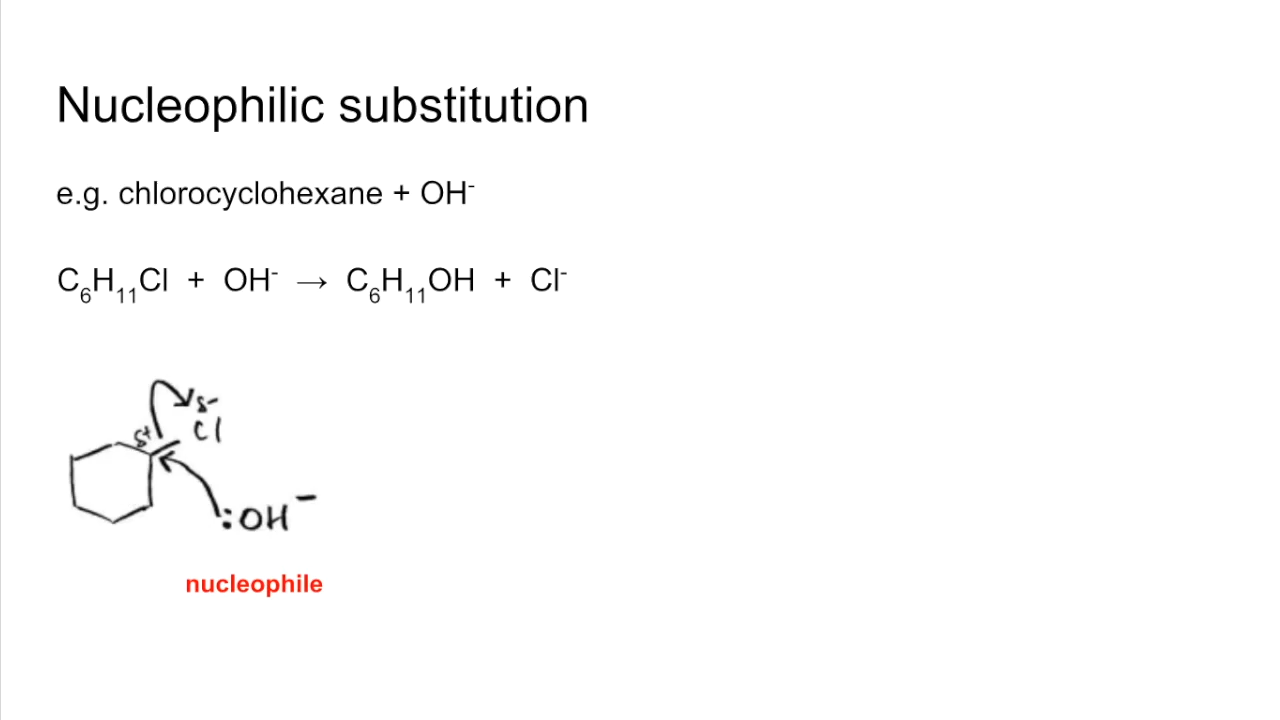 Nucleophilic substitution
e.g. chlorocyclohexane + OH⁻
C₆H₁₁Cl + OH⁻ → C₆H₁₁OH + Cl⁻
δ-
δ+ Cl
:OH⁻
nucleophile